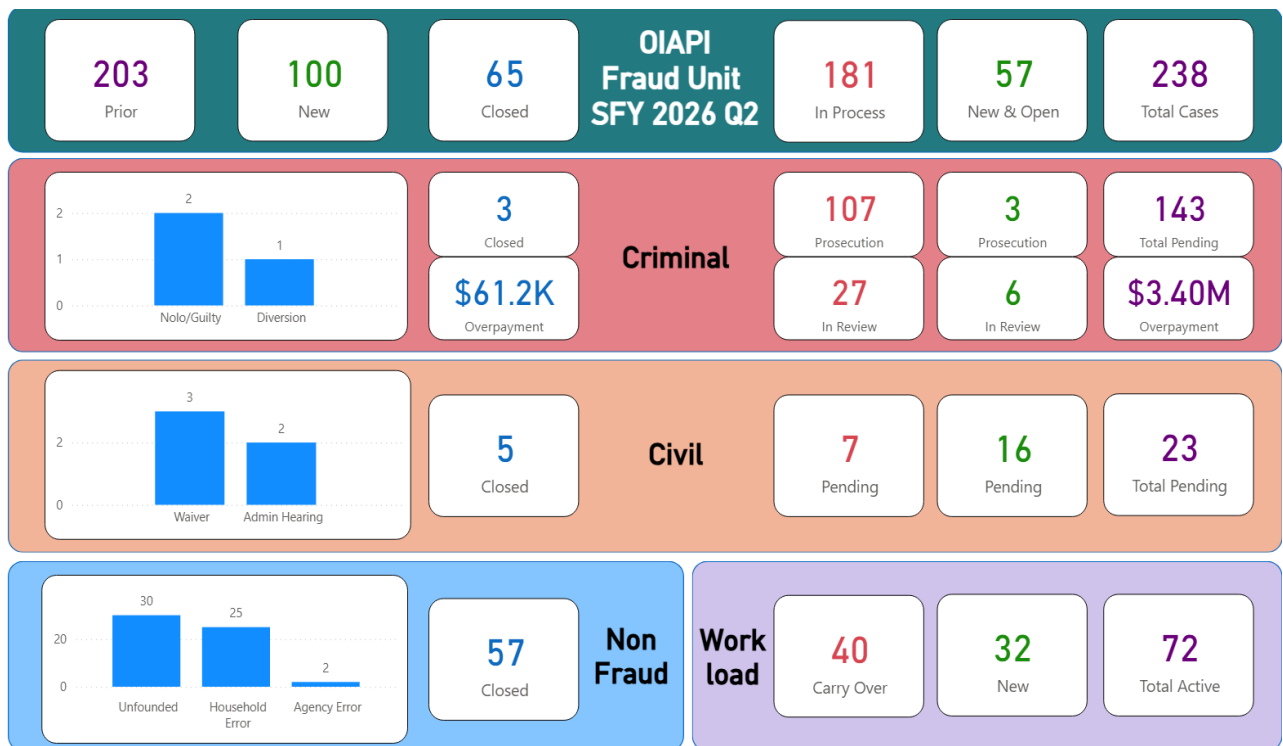 203
Prior
100
New
65
Closed
OIAPI
Fraud Unit
SFY 2026 Q2
181
In Process
57
New & Open
238
Total Cases
2
1
0
2
1
Nolo/Guilty
Diversion
3
Closed
$61.2K
Overpayment
Criminal
107
Prosecution
27
In Review
3
Prosecution
6
In Review
143
Total Pending
$3.40M
Overpayment
2
0
3
2
Waiver
Admin Hearing
5
Closed
Civil
7
Pending
16
Pending
23
Total Pending
20
0
30
25
2
Unfounded
Household
Error
Agency Error
57
Closed
Non
Fraud
Work
load
40
Carry Over
32
New
72
Total Active